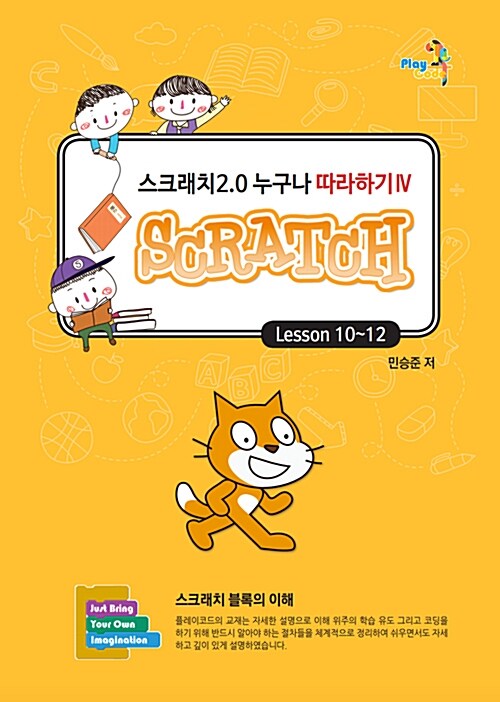 Play
Code
스크래치2.0 누구나 따라하기Ⅳ
SCRATCH
Lesson 10~12
민승준 저
S
ABC
Just Bring
Your Own
Imagination
스크래치 블록의 이해
플레이코드의 교재는 자세한 설명으로 이해 위주의 학습 유도 그리고 코딩을
하기 위해 반드시 알아야 하는 절차들을 체계적으로 정리하여 쉬우면서도 자세
하고 깊이 있게 설명하였습니다.